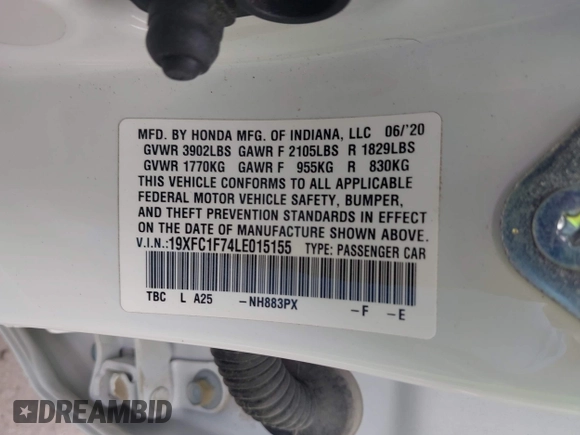 MFD. BY HONDA MFG. OF INDIANA, LLC 06/'20
GVWR 3902LBS GAWR F 2105LBS R 1829LBS
GVWR 1770KG GAWR F 955KG R 830KG
THIS VEHICLE CONFORMS TO ALL APPLICABLE
FEDERAL MOTOR VEHICLE SAFETY, BUMPER,
AND THEFT PREVENTION STANDARDS IN EFFECT
ON THE DATE OF MANUFACTURE SHOWN ABOVE.
V.I.N.:19XFC1F74LE015155 TYPE: PASSENGER CAR
TBC L A25 -NH883PX -F -E
DREAMBID